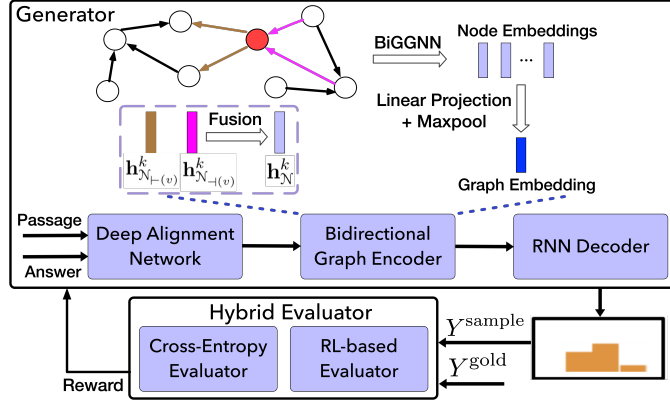 Generator
BiGGNN
Node Embeddings
...
Linear Projection
+ Maxpool
Fusion
h^k_{N⊢(v)}
h^k_{N⊣(v)}
h^k_N
Graph Embedding
Passage
Answer
Deep Alignment
Network
Bidirectional
Graph Encoder
RNN Decoder
Hybrid Evaluator
Cross-Entropy
Evaluator
RL-based
Evaluator
Y^sample
Y^gold
Reward